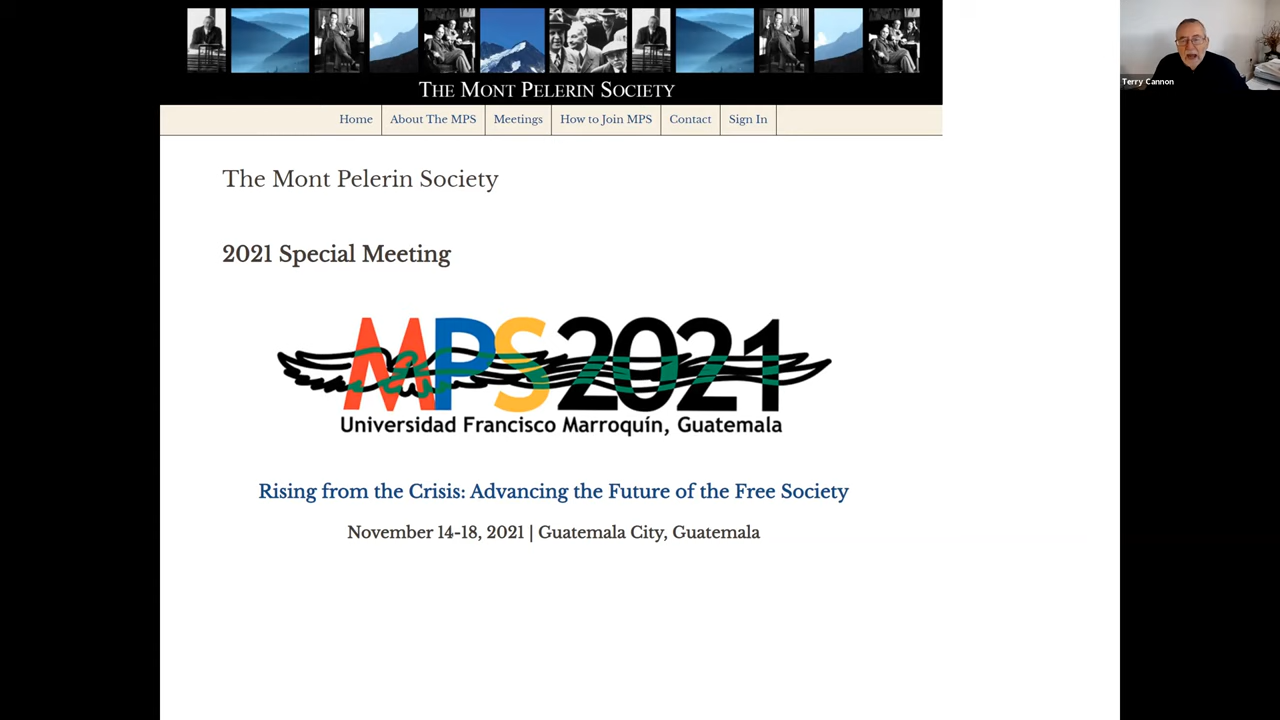 THE MONT PELERIN SOCIETY
Home
About The MPS
Meetings
How to Join MPS
Contact
Sign In
Terry Cannon
The Mont Pelerin Society
2021 Special Meeting
MPS2021
Universidad Francisco Marroquín, Guatemala
Rising from the Crisis: Advancing the Future of the Free Society
November 14-18, 2021 | Guatemala City, Guatemala